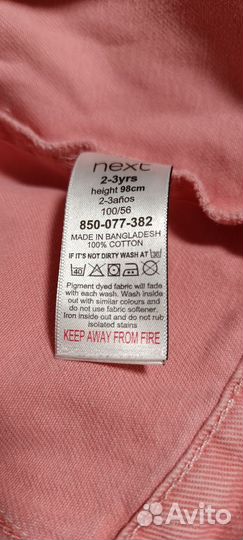 next
2-3yrs
height 98cm
2-3años
100/56
850-077-382
MADE IN BANGLADESH
100% COTTON
IF IT'S NOT DIRTY WASH AT 30
40
Pigment dyed fabric will fade
with each wash. Wash inside
out with similar colours and
do not use fabric softener.
Iron inside out and do not rub
isolated stains
KEEP AWAY FROM FIRE
Avito